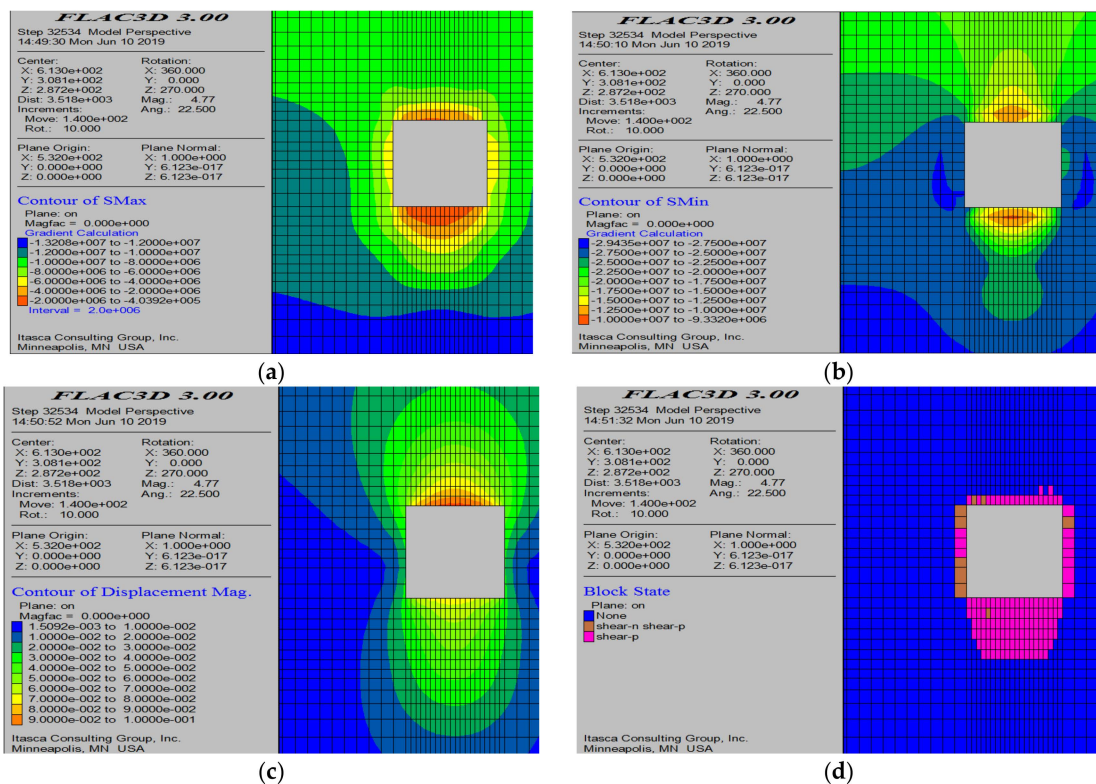 FLAC3D 3.00
Step 32534 Model Perspective
14:49:30 Mon Jun 10 2019
Center: Rotation:
X: 6.130e+002 X: 360.000
Y: 3.081e+002 Y: 0.000
Z: 2.872e+002 Z: 270.000
Dist: 3.518e+003 Mag.: 4.77
Increments: Ang.: 22.500
Move: 1.400e+002
Rot.: 10.000
Plane Origin: Plane Normal:
X: 5.320e+002 X: 1.000e+000
Y: 0.000e+000 Y: 6.123e-017
Z: 0.000e+000 Z: 6.123e-017
Contour of SMax
Plane: on
Magfac = 0.000e+000
Gradient Calculation
-1.3208e+007 to -1.2000e+007
-1.2000e+007 to -1.0000e+007
-1.0000e+007 to -8.0000e+006
-8.0000e+006 to -6.0000e+006
-6.0000e+006 to -4.0000e+006
-4.0000e+006 to -2.0000e+006
-2.0000e+006 to -4.0392e+005
Interval = 2.0e+006
Itasca Consulting Group, Inc.
Minneapolis, MN USA
(a)
FLAC3D 3.00
Step 32534 Model Perspective
14:50:10 Mon Jun 10 2019
Center: Rotation:
X: 6.130e+002 X: 360.000
Y: 3.081e+002 Y: 0.000
Z: 2.872e+002 Z: 270.000
Dist: 3.518e+003 Mag.: 4.77
Increments: Ang.: 22.500
Move: 1.400e+002
Rot.: 10.000
Plane Origin: Plane Normal:
X: 5.320e+002 X: 1.000e+000
Y: 0.000e+000 Y: 6.123e-017
Z: 0.000e+000 Z: 6.123e-017
Contour of SMin
Plane: on
Magfac = 0.000e+000
Gradient Calculation
-2.9435e+007 to -2.7500e+007
-2.7500e+007 to -2.5000e+007
-2.5000e+007 to -2.2500e+007
-2.2500e+007 to -2.0000e+007
-2.0000e+007 to -1.7500e+007
-1.7500e+007 to -1.5000e+007
-1.5000e+007 to -1.2500e+007
-1.2500e+007 to -1.0000e+007
-1.0000e+007 to -9.3320e+006
Itasca Consulting Group, Inc.
Minneapolis, MN USA
(b)
FLAC3D 3.00
Step 32534 Model Perspective
14:50:52 Mon Jun 10 2019
Center: Rotation:
X: 6.130e+002 X: 360.000
Y: 3.081e+002 Y: 0.000
Z: 2.872e+002 Z: 270.000
Dist: 3.518e+003 Mag.: 4.77
Increments: Ang.: 22.500
Move: 1.400e+002
Rot.: 10.000
Plane Origin: Plane Normal:
X: 5.320e+002 X: 1.000e+000
Y: 0.000e+000 Y: 6.123e-017
Z: 0.000e+000 Z: 6.123e-017
Contour of Displacement Mag.
Plane: on
Magfac = 0.000e+000
1.5092e-003 to 1.0000e-002
1.0000e-002 to 2.0000e-002
2.0000e-002 to 3.0000e-002
3.0000e-002 to 4.0000e-002
4.0000e-002 to 5.0000e-002
5.0000e-002 to 6.0000e-002
6.0000e-002 to 7.0000e-002
7.0000e-002 to 8.0000e-002
8.0000e-002 to 9.0000e-002
9.0000e-002 to 1.0000e-001
Itasca Consulting Group, Inc.
Minneapolis, MN USA
(c)
FLAC3D 3.00
Step 32534 Model Perspective
14:51:32 Mon Jun 10 2019
Center: Rotation:
X: 6.130e+002 X: 360.000
Y: 3.081e+002 Y: 0.000
Z: 2.872e+002 Z: 270.000
Dist: 3.518e+003 Mag.: 4.77
Increments: Ang.: 22.500
Move: 1.400e+002
Rot.: 10.000
Plane Origin: Plane Normal:
X: 5.320e+002 X: 1.000e+000
Y: 0.000e+000 Y: 6.123e-017
Z: 0.000e+000 Z: 6.123e-017
Block State
Plane: on
None
shear-n shear-p
shear-p
Itasca Consulting Group, Inc.
Minneapolis, MN USA
(d)